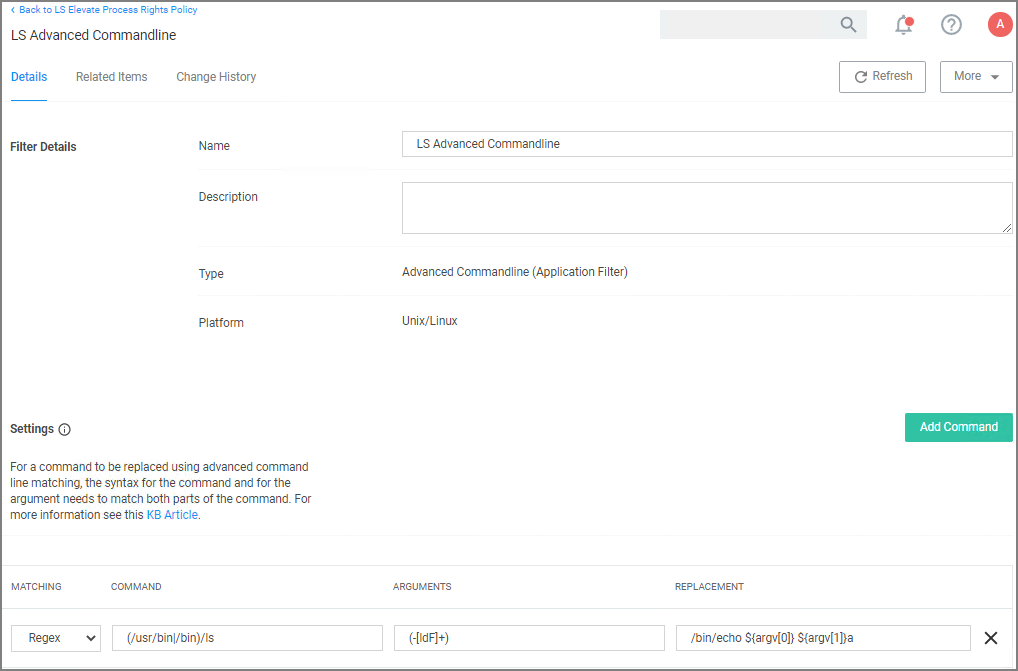 Back to LS Elevate Process Rights Policy
LS Advanced Commandline
A
Details
Related Items
Change History
Refresh
More
Filter Details
Name
LS Advanced Commandline
Description
Type
Advanced Commandline (Application Filter)
Platform
Unix/Linux
Settings
Add Command
For a command to be replaced using advanced command
line matching, the syntax for the command and for the
argument needs to match both parts of the command. For
more information see this KB Article.
MATCHING
COMMAND
ARGUMENTS
REPLACEMENT
Regex
(/usr/bin|/bin)/ls
(-[ldF]+)
/bin/echo ${argv[0]} ${argv[1]}a